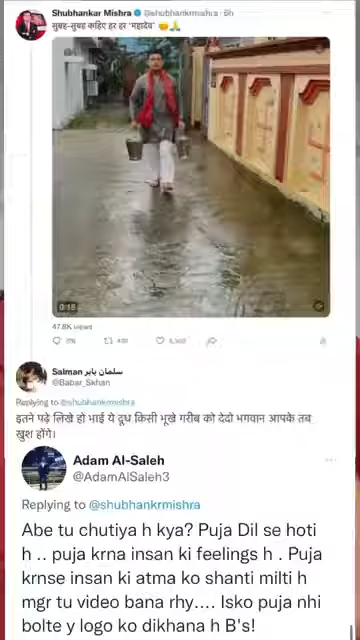 Shubhankar Mishra @shubhankrmishra · 6h
सुबह-सुबह कहिए हर हर "महादेव" 😊🙏
0:15
47.8K views
Salman سلمان بابر
@Babar_Skhan
Replying to @shubhankrmishra
इतने पढ़े लिखे हो भाई ये दूध किसी भूखे गरीब को देदो भगवान आपके तब
खुश होंगे।
Adam Al-Saleh
@AdamAlSaleh3
Replying to @shubhankrmishra
Abe tu chutiya h kya? Puja Dil se hoti
h .. puja krna insan ki feelings h . Puja
krnse insan ki atma ko shanti milti h
mgr tu video bana rhy.... Isko puja nhi
bolte y logo ko dikhana h B's!